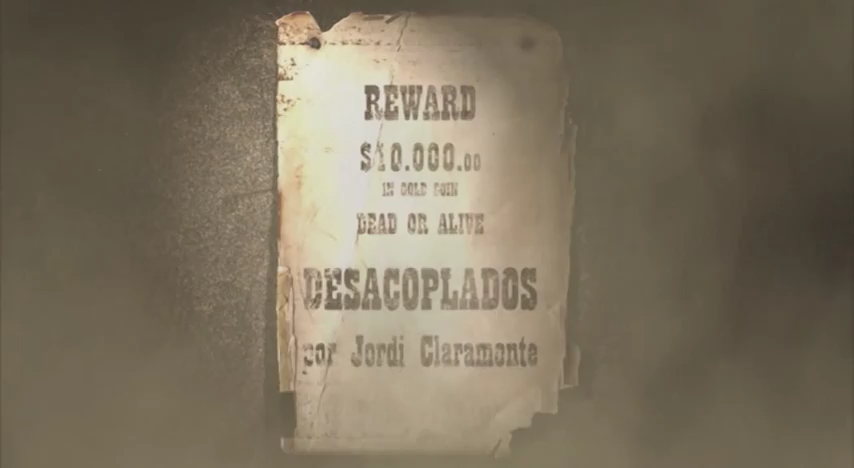 REWARD
$10.000.00
IN GOLD COIN
DEAD OR ALIVE
DESACOPLADOS
por Jordi Claramonte